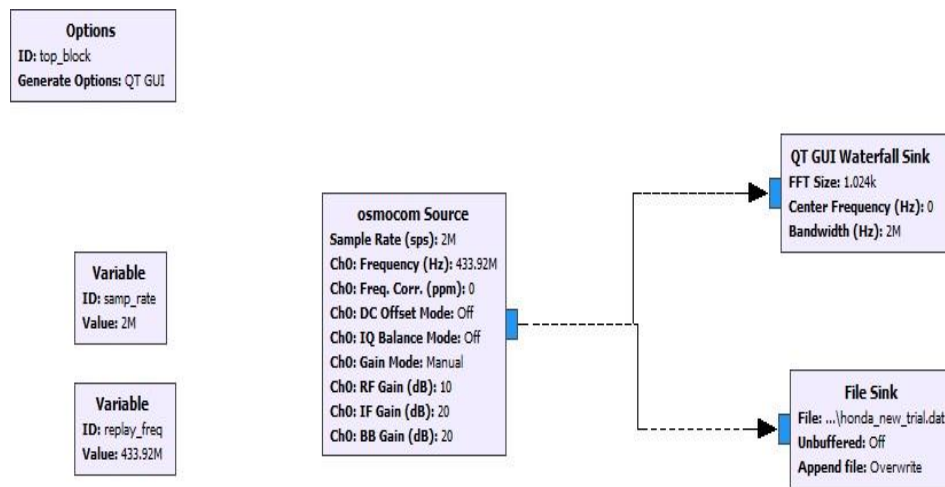 Options
ID: top_block
Generate Options: QT GUI
Variable
ID: samp_rate
Value: 2M
Variable
ID: replay_freq
Value: 433.92M
osmocom Source
Sample Rate (sps): 2M
Ch0: Frequency (Hz): 433.92M
Ch0: Freq. Corr. (ppm): 0
Ch0: DC Offset Mode: Off
Ch0: IQ Balance Mode: Off
Ch0: Gain Mode: Manual
Ch0: RF Gain (dB): 10
Ch0: IF Gain (dB): 20
Ch0: BB Gain (dB): 20
QT GUI Waterfall Sink
FFT Size: 1.024k
Center Frequency (Hz): 0
Bandwidth (Hz): 2M
File Sink
File: ...\honda_new_trial.dat
Unbuffered: Off
Append file: Overwrite